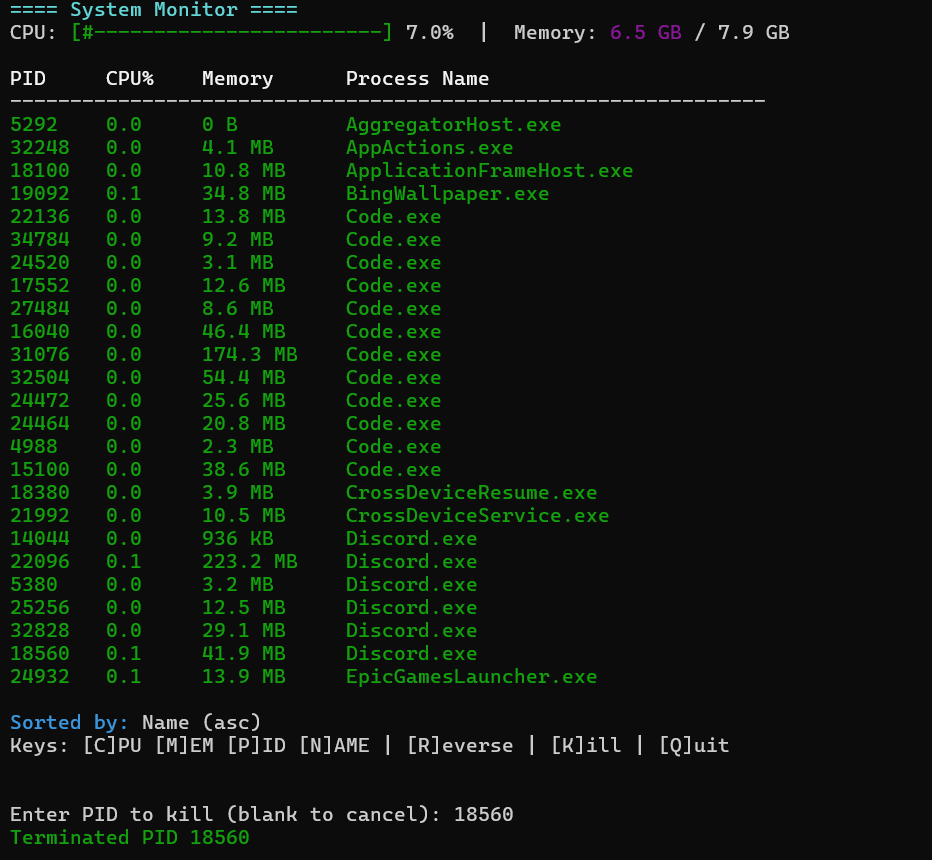 ==== System Monitor ====
CPU: [#------------------------] 7.0%  |  Memory: 6.5 GB / 7.9 GB
PID     CPU%    Memory      Process Name
---------------------------------------------------------------
5292    0.0     0 B         AggregatorHost.exe
32248   0.0     4.1 MB      AppActions.exe
18100   0.0     10.8 MB     ApplicationFrameHost.exe
19092   0.1     34.8 MB     BingWallpaper.exe
22136   0.0     13.8 MB     Code.exe
34784   0.0     9.2 MB      Code.exe
24520   0.0     3.1 MB      Code.exe
17552   0.0     12.6 MB     Code.exe
27484   0.0     8.6 MB      Code.exe
16040   0.0     46.4 MB     Code.exe
31076   0.0     174.3 MB    Code.exe
32504   0.0     54.4 MB     Code.exe
24472   0.0     25.6 MB     Code.exe
24464   0.0     20.8 MB     Code.exe
4988    0.0     2.3 MB      Code.exe
15100   0.0     38.6 MB     Code.exe
18380   0.0     3.9 MB      CrossDeviceResume.exe
21992   0.0     10.5 MB     CrossDeviceService.exe
14044   0.0     936 KB      Discord.exe
22096   0.1     223.2 MB    Discord.exe
5380    0.0     3.2 MB      Discord.exe
25256   0.0     12.5 MB     Discord.exe
32828   0.0     29.1 MB     Discord.exe
18560   0.1     41.9 MB     Discord.exe
24932   0.1     13.9 MB     EpicGamesLauncher.exe
Sorted by: Name (asc)
Keys: [C]PU [M]EM [P]ID [N]AME | [R]everse | [K]ill | [Q]uit
Enter PID to kill (blank to cancel): 18560
Terminated PID 18560